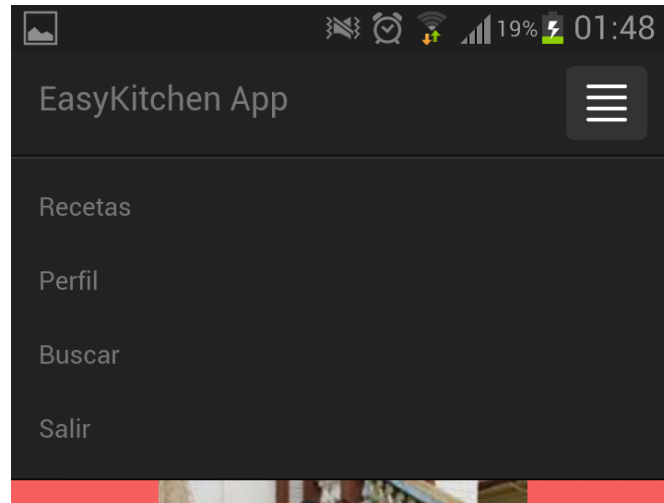 19% 01:48
EasyKitchen App
Recetas
Perfil
Buscar
Salir